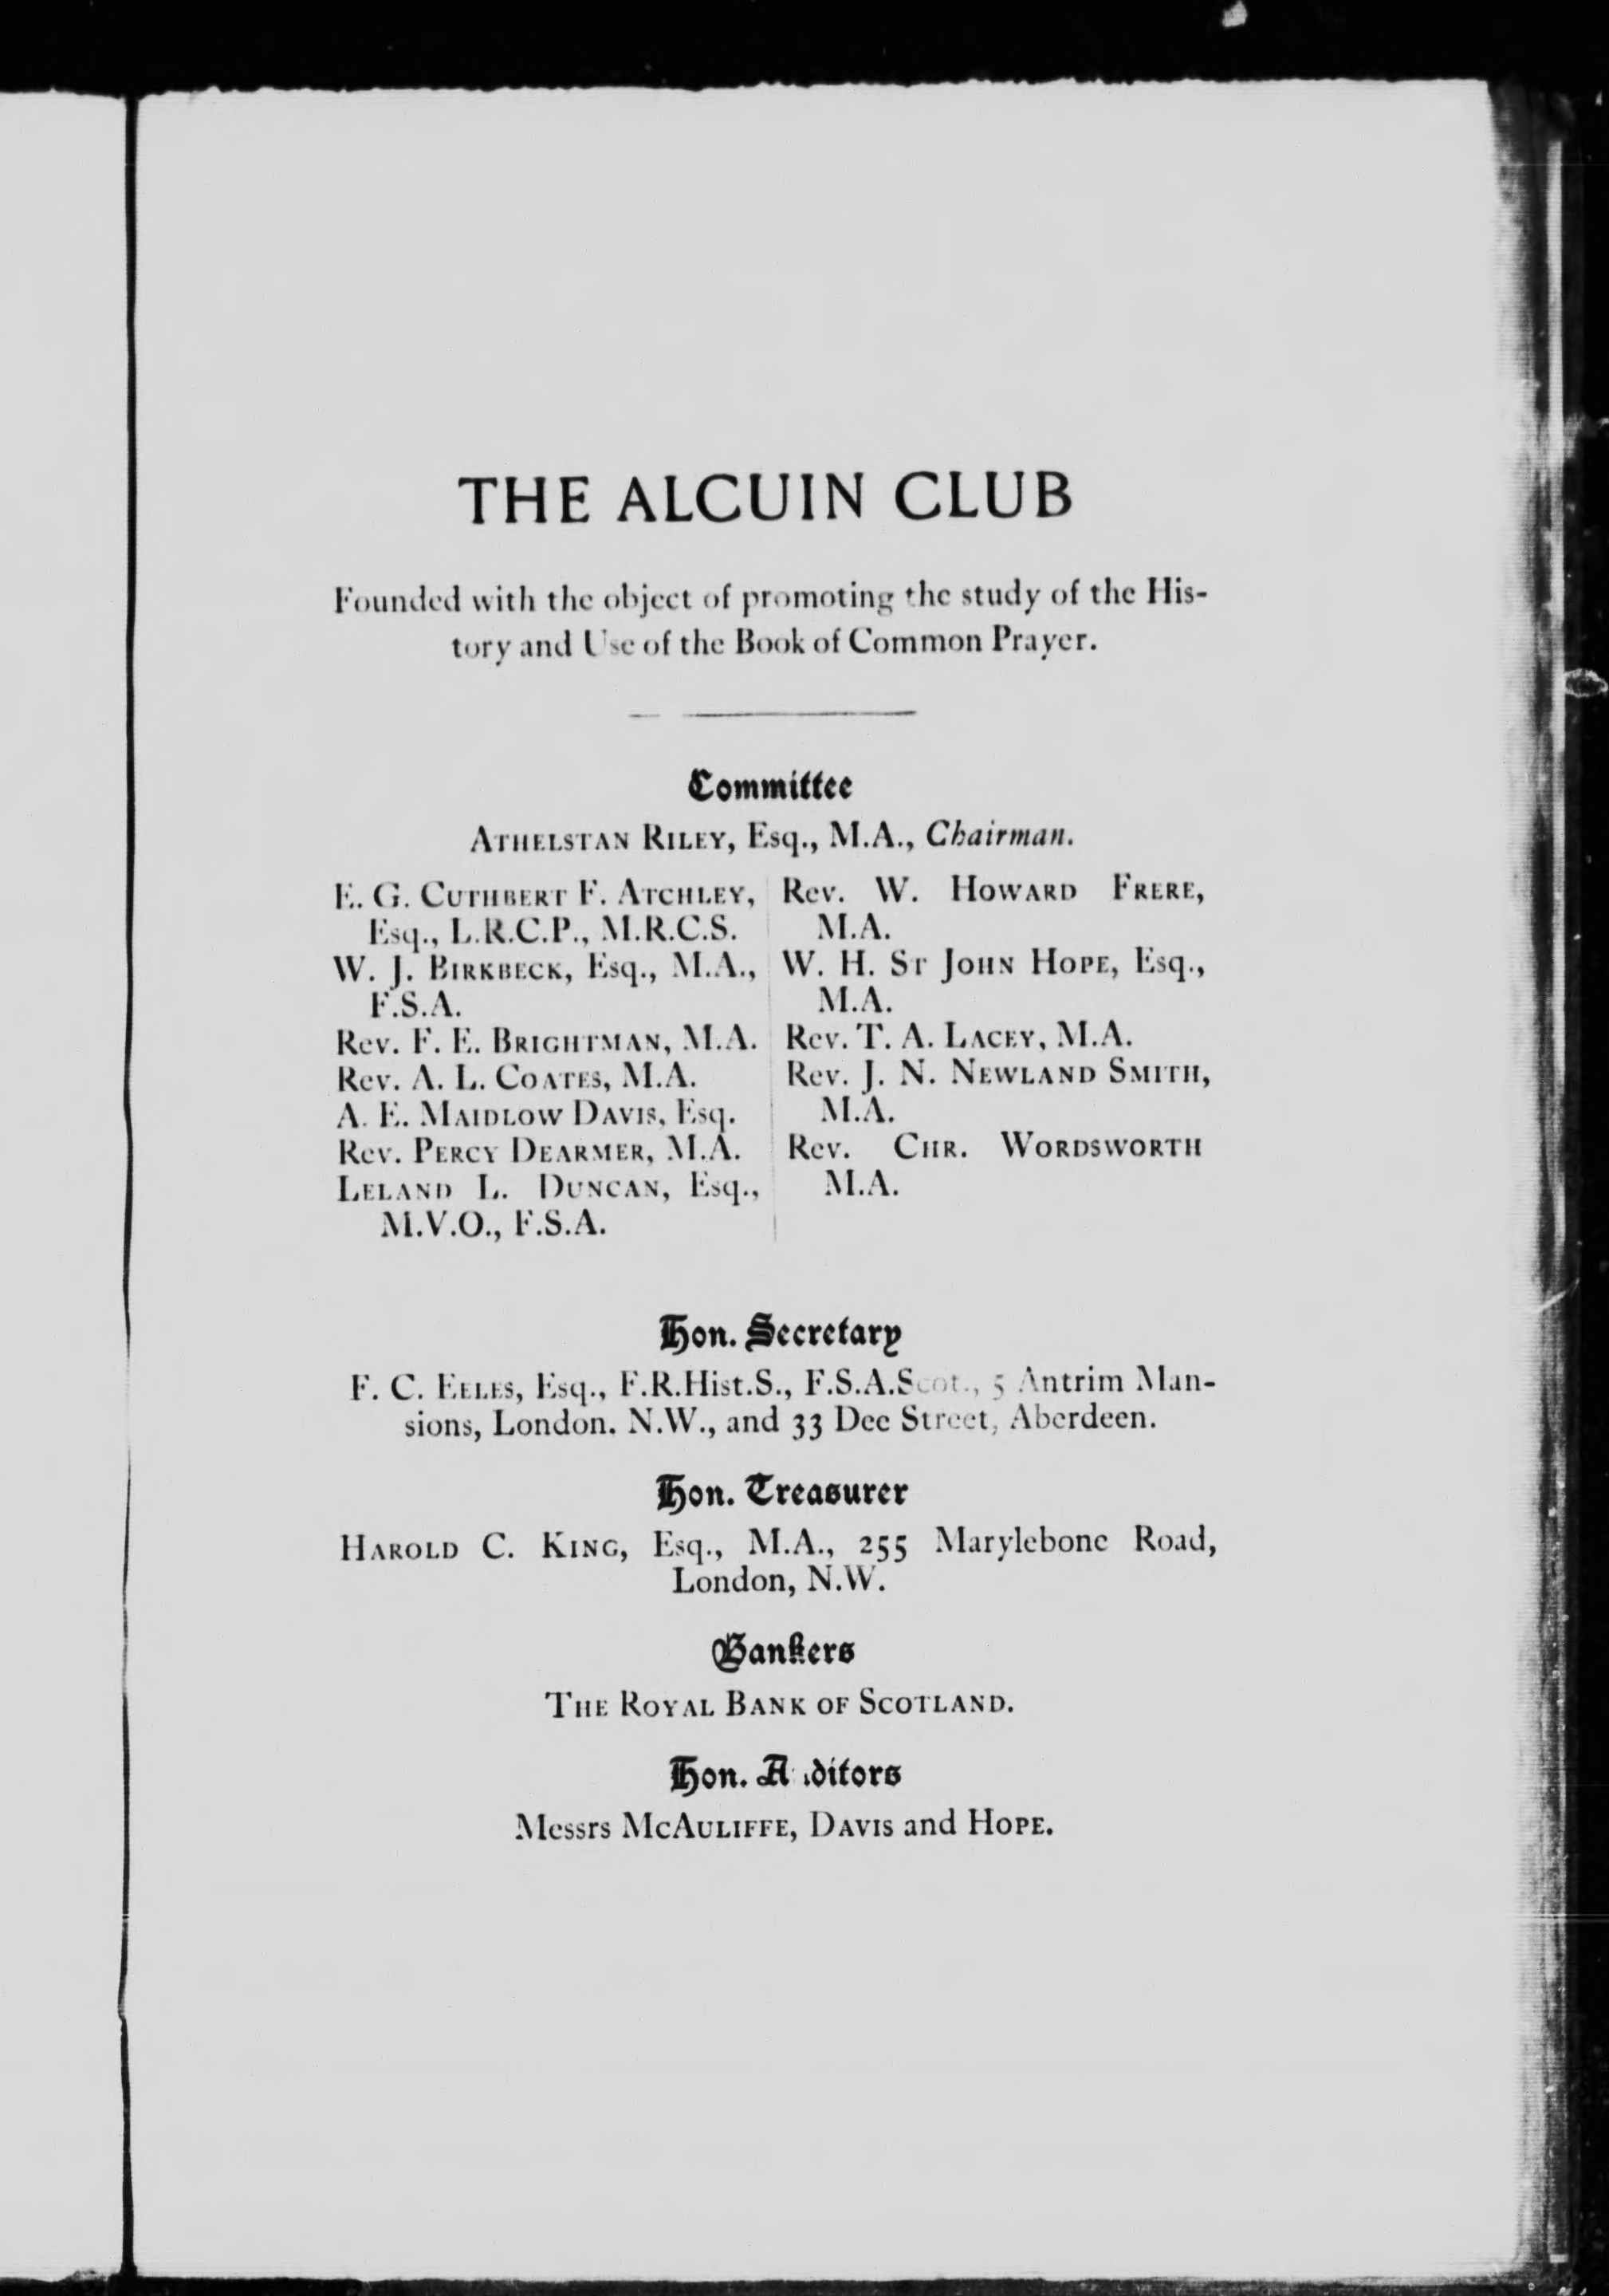 THE ALCUIN CLUB
Founded with the object of promoting the study of the His-
tory and Use of the Book of Common Prayer.
Committee
ATHELSTAN RILEY, Esq., M.A., Chairman.
E. G. CUTHBERT F. ATCHLEY,
Esq., L.R.C.P., M.R.C.S.
W. J. BIRKBECK, Esq., M.A.,
F.S.A.
Rev. F. E. BRIGHTMAN, M.A.
Rev. A. L. COATES, M.A.
A. E. MAIDLOW DAVIS, Esq.
Rev. PERCY DEARMER, M.A.
LELAND L. DUNCAN, Esq.,
M.V.O., F.S.A.
Rev. W. HOWARD FRERE,
M.A.
W. H. ST JOHN HOPE, Esq.,
M.A.
Rev. T. A. LACEY, M.A.
Rev. J. N. NEWLAND SMITH,
M.A.
Rev. CHR. WORDSWORTH
M.A.
Hon. Secretary
F. C. EELES, Esq., F.R.Hist.S., F.S.A.Scot., 5 Antrim Man-
sions, London. N.W., and 33 Dee Street, Aberdeen.
Hon. Treasurer
HAROLD C. KING, Esq., M.A., 255 Marylebone Road,
London, N.W.
Bankers
THE ROYAL BANK OF SCOTLAND.
Hon. Auditors
Messrs MCAULIFFE, DAVIS and HOPE.